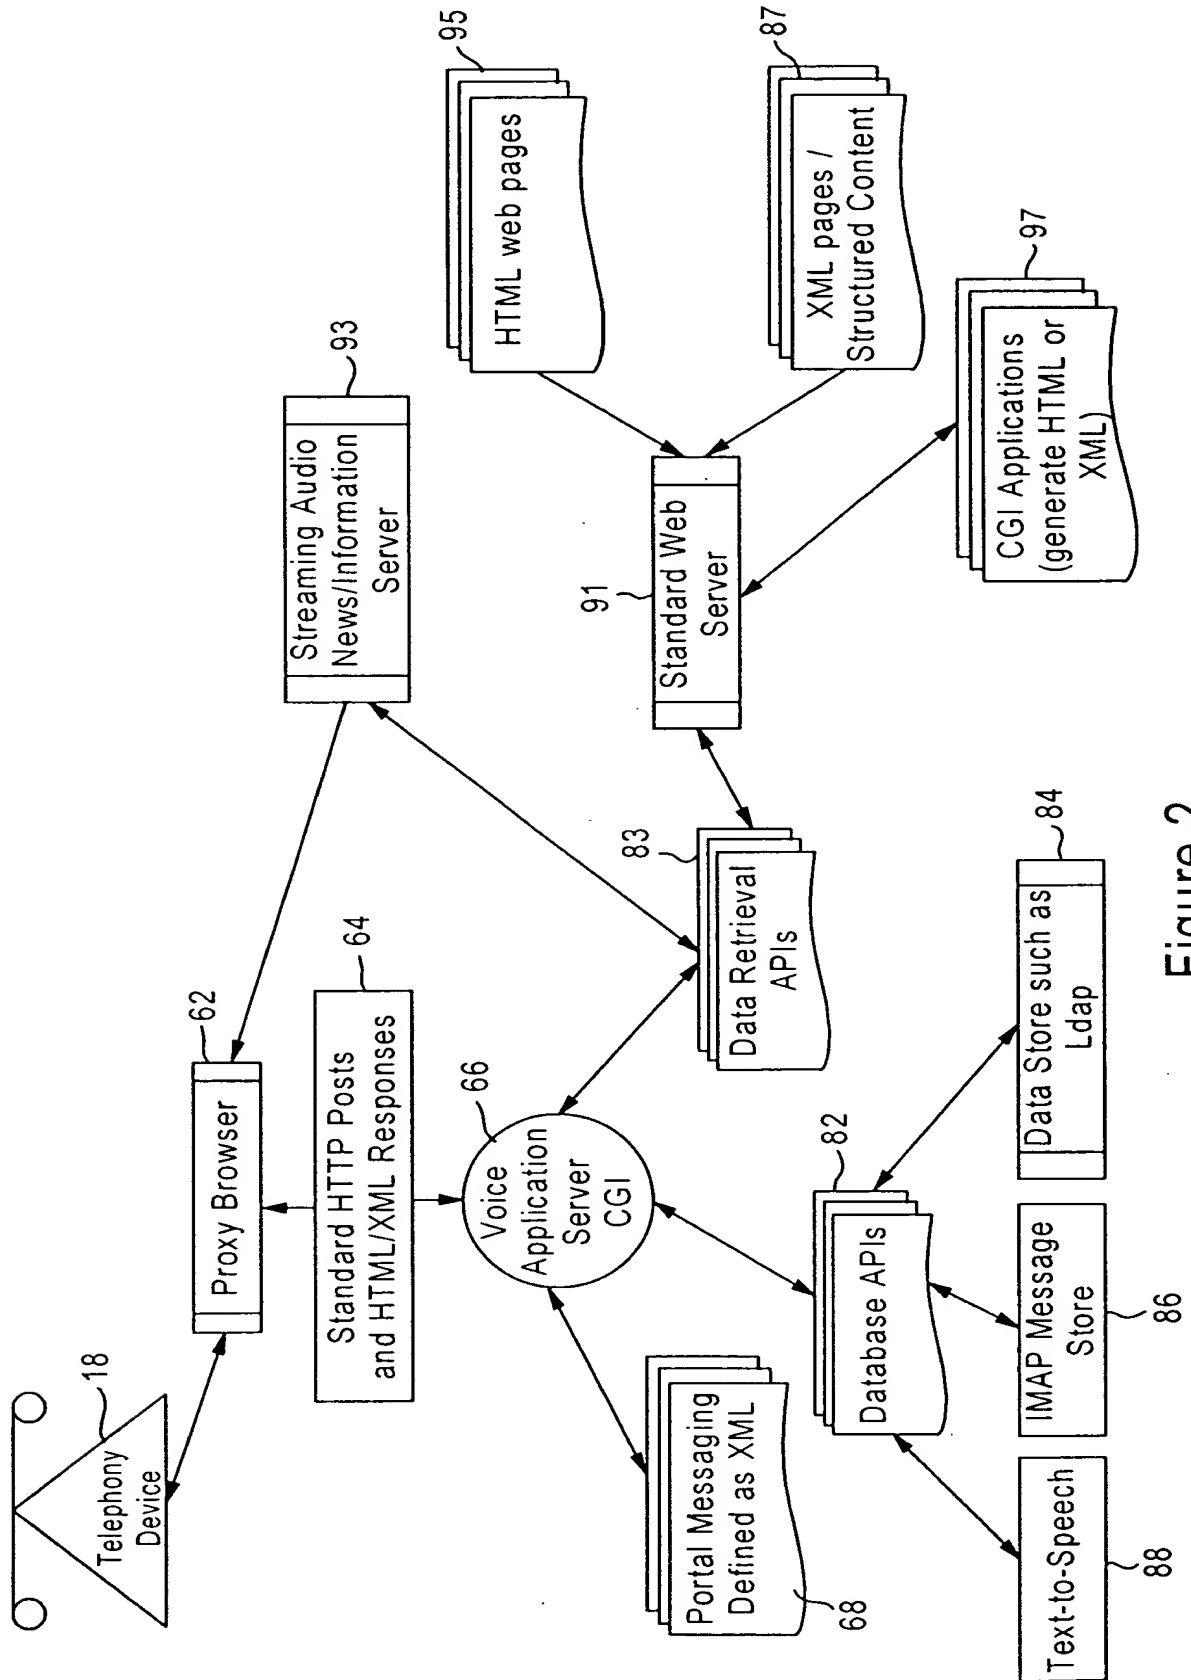 18
Telephony
Device
62
Proxy Browser
64
Standard HTTP Posts
and HTML/XML Responses
66
Voice
Application
Server
CGI
Portal Messaging
Defined as XML
68
82
Database APIs
Text-to-Speech
88
IMAP Message
Store
86
Data Store such as
Ldap
84
83
Data Retrieval
APIs
Streaming Audio
News/Information
Server
93
91
Standard Web
Server
HTML web pages
95
XML pages /
Structured Content
87
CGI Applications
(generate HTML or
XML)
97
Figure 2